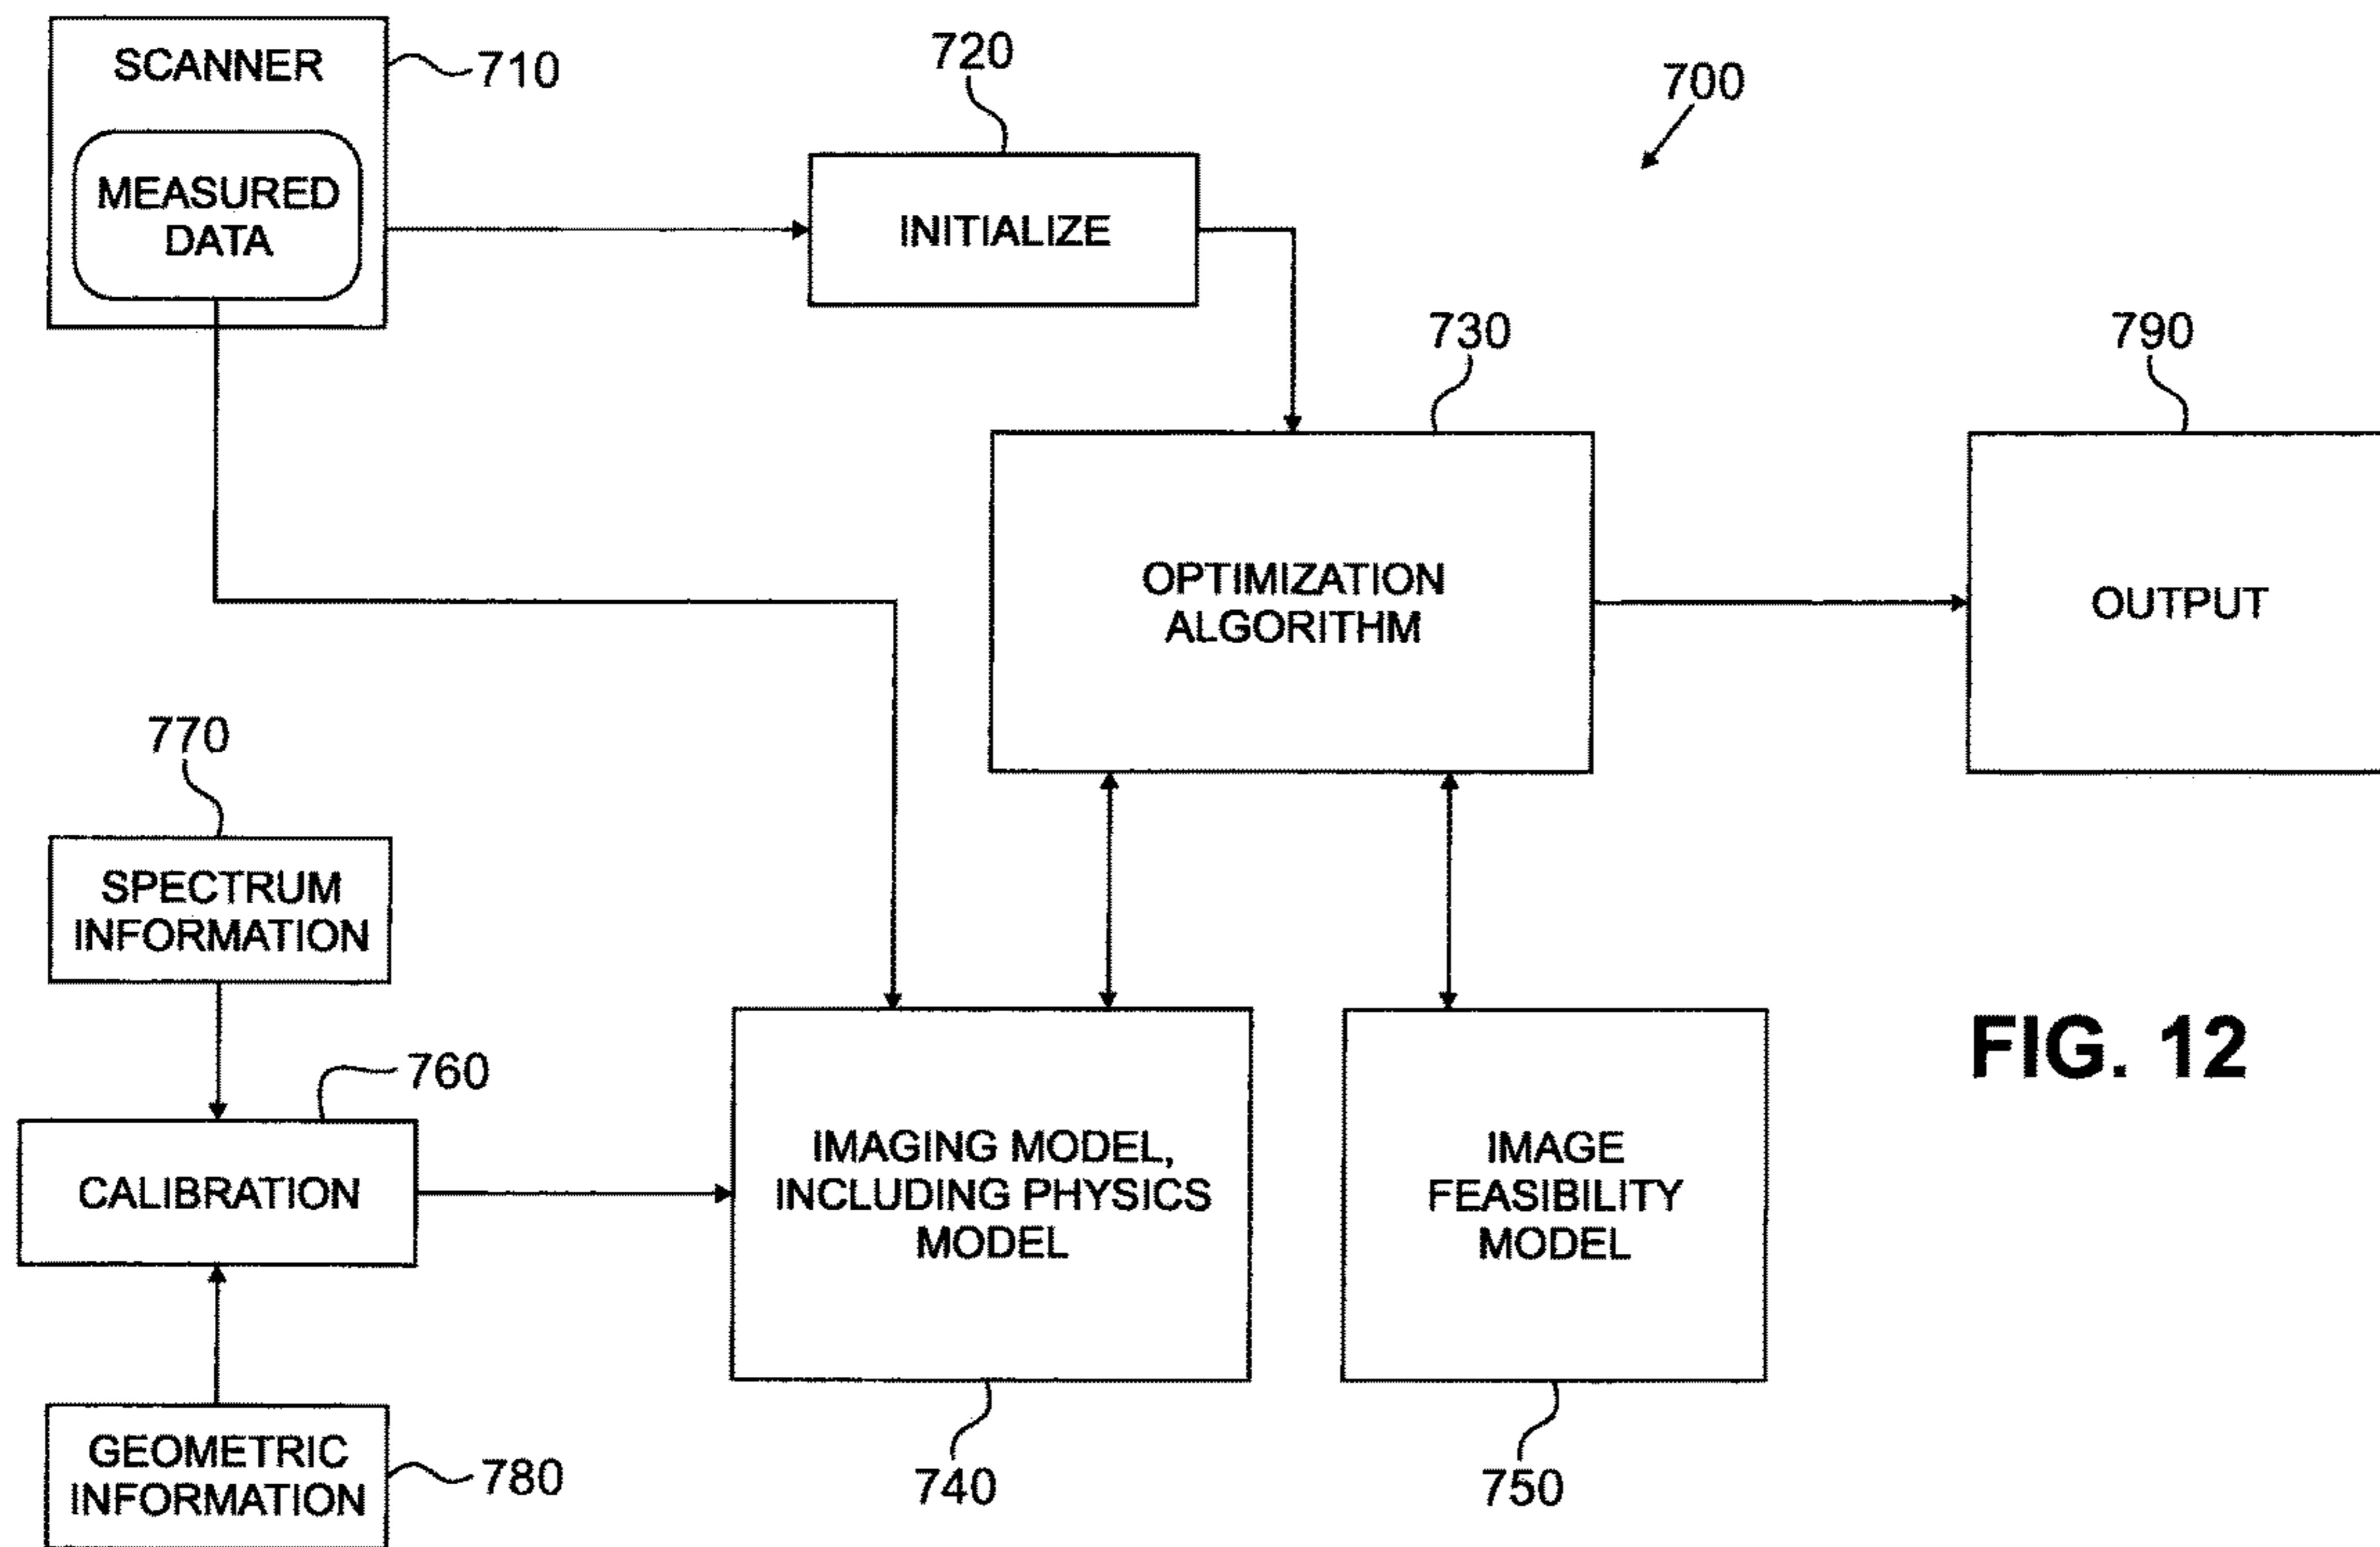 SCANNER
710
MEASURED
DATA
720
INITIALIZE
700
730
OPTIMIZATION
ALGORITHM
790
OUTPUT
770
SPECTRUM
INFORMATION
760
CALIBRATION
GEOMETRIC
INFORMATION
780
IMAGING MODEL,
INCLUDING PHYSICS
MODEL
740
IMAGE
FEASIBILITY
MODEL
750
FIG. 12